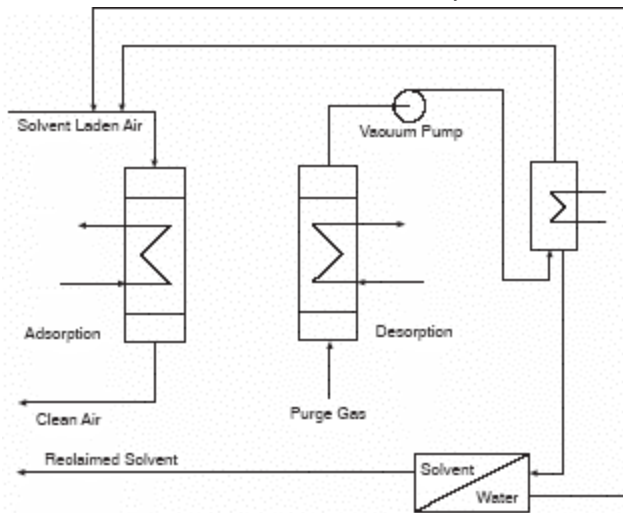 Solvent Laden Air
Vacuum Pump
Adsorption
Desorption
Clean Air
Purge Gas
Reclaimed Solvent
Solvent
Water